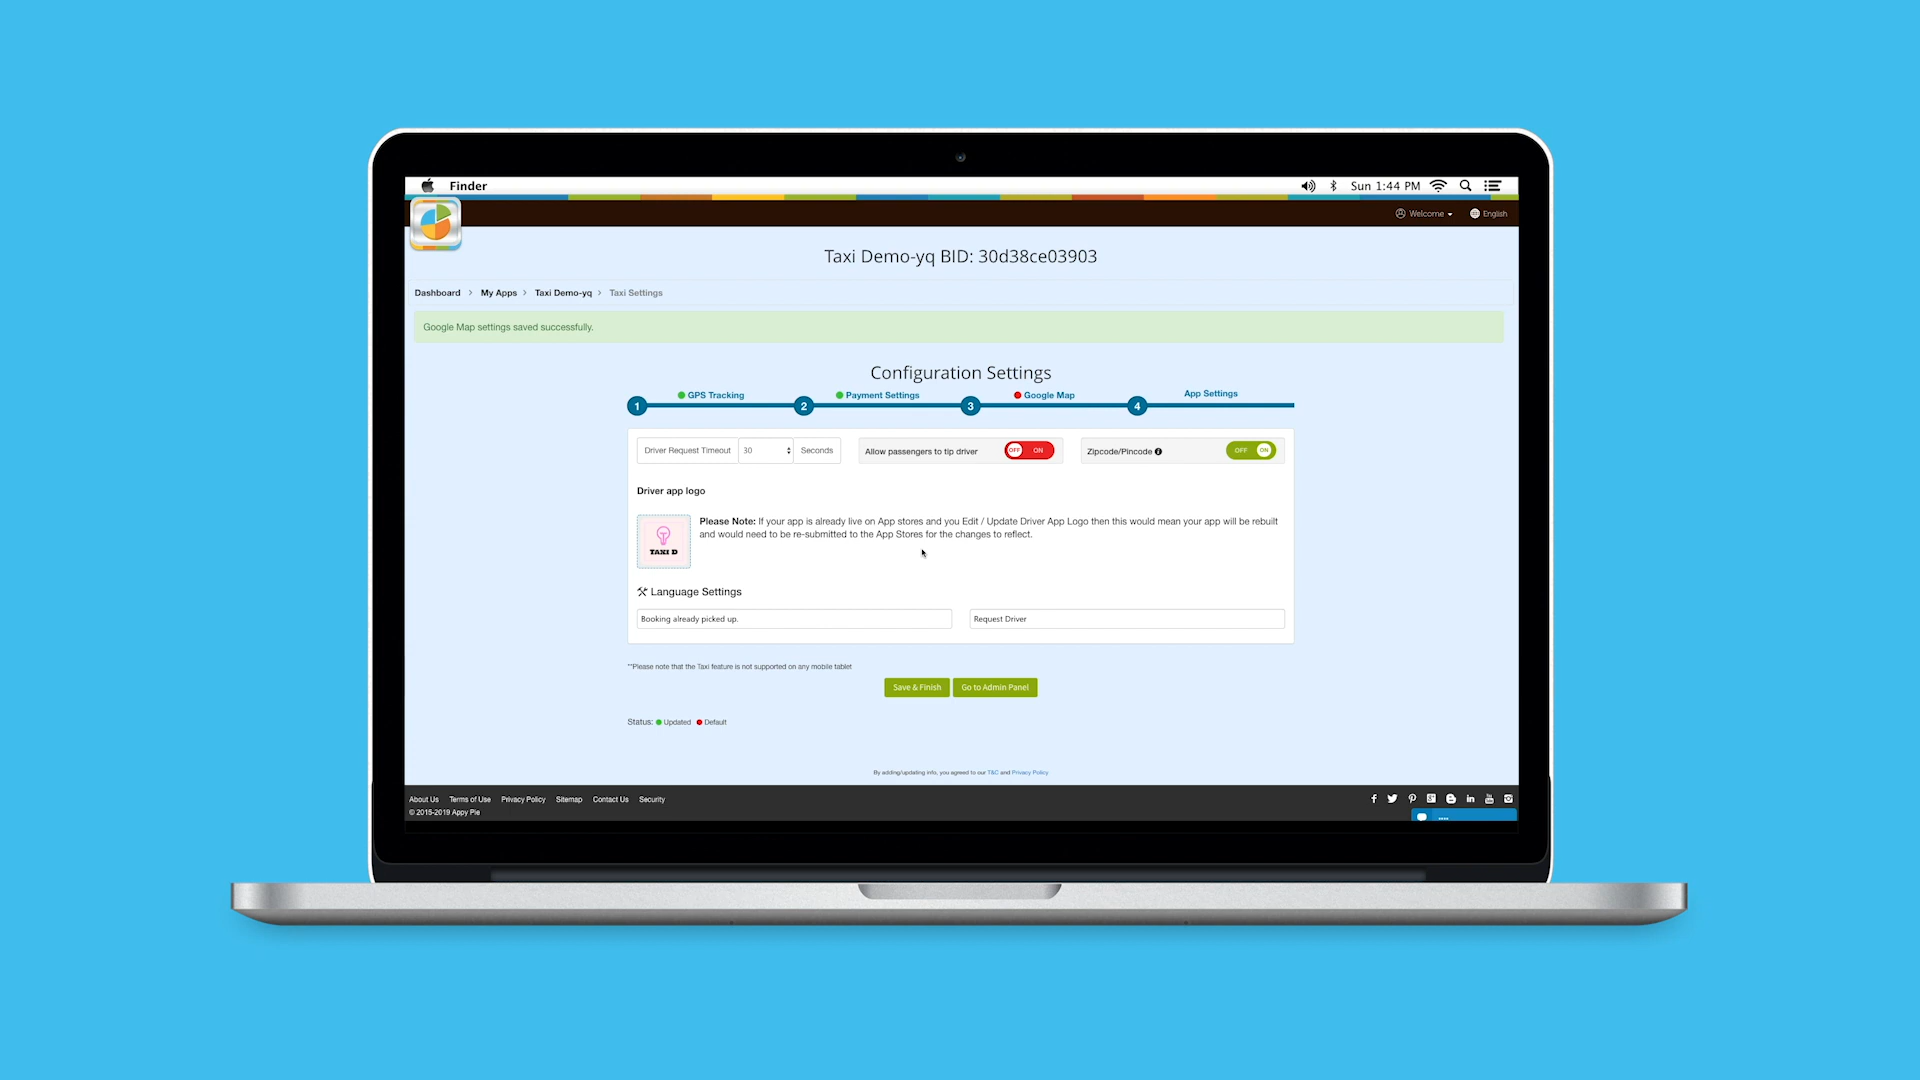 Finder
Sun 1:44 PM
Welcome
English
Taxi Demo-yq BID: 30d38ce03903
Dashboard > My Apps > Taxi Demo-yq > Taxi Settings
Google Map settings saved successfully.
Configuration Settings
1 GPS Tracking 2 Payment Settings 3 Google Map 4 App Settings
Driver Request Timeout 30 Seconds
Allow passengers to tip driver OFF ON
Zipcode/Pincode OFF ON
Driver app logo
TAXI D
Please Note: If your app is already live on App stores and you Edit / Update Driver App Logo then this would mean your app will be rebuilt
and would need to be re-submitted to the App Stores for the changes to reflect.
Language Settings
Booking already picked up.
Request Driver
**Please note that the Taxi feature is not supported on any mobile tablet
Save & Finish Go to Admin Panel
Status: Updated Default
By adding/updating info, you agreed to our T&C and Privacy Policy
About Us Terms of Use Privacy Policy Sitemap Contact Us Security
© 2015-2019 Appy Pie